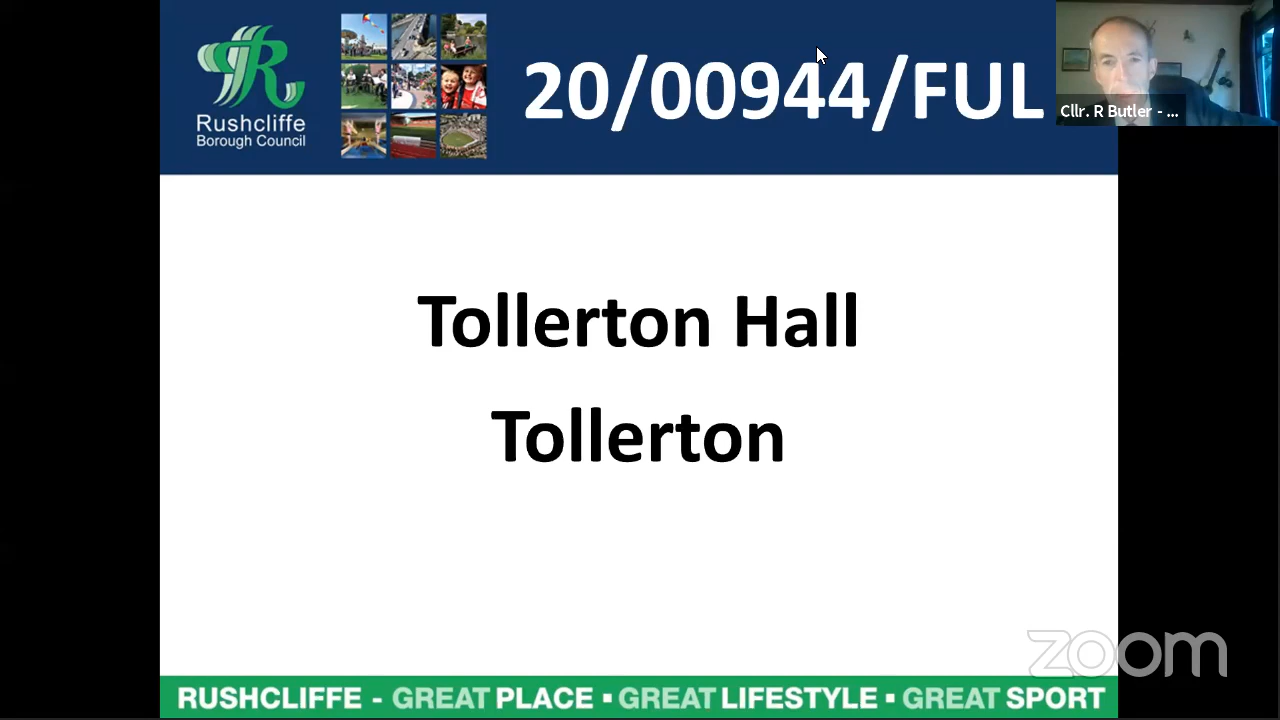 Rushcliffe
Borough Council
20/00944/FUL
Cllr. R Butler - ...
Tollerton Hall
Tollerton
zoom
RUSHCLIFFE - GREAT PLACE ▪ GREAT LIFESTYLE ▪ GREAT SPORT